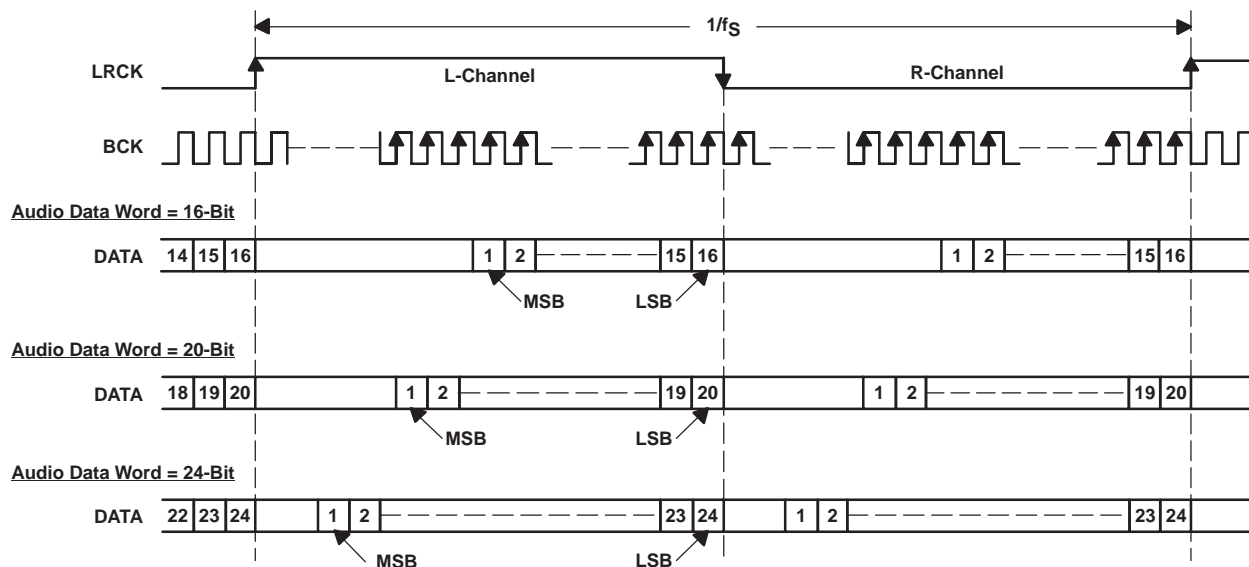 1/fS
LRCK L-Channel R-Channel
BCK
Audio Data Word = 16-Bit
DATA 14 15 16 1 2 15 16 1 2 15 16
MSB LSB
Audio Data Word = 20-Bit
DATA 18 19 20 1 2 19 20 1 2 19 20
MSB LSB
Audio Data Word = 24-Bit
DATA 22 23 24 1 2 23 24 1 2 23 24
MSB LSB